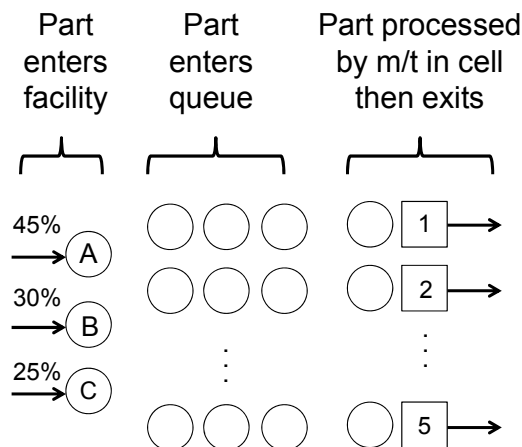 Part enters facility
Part enters queue
Part processed by m/t in cell then exits
45%
A
1
30%
B
2
25%
C
5